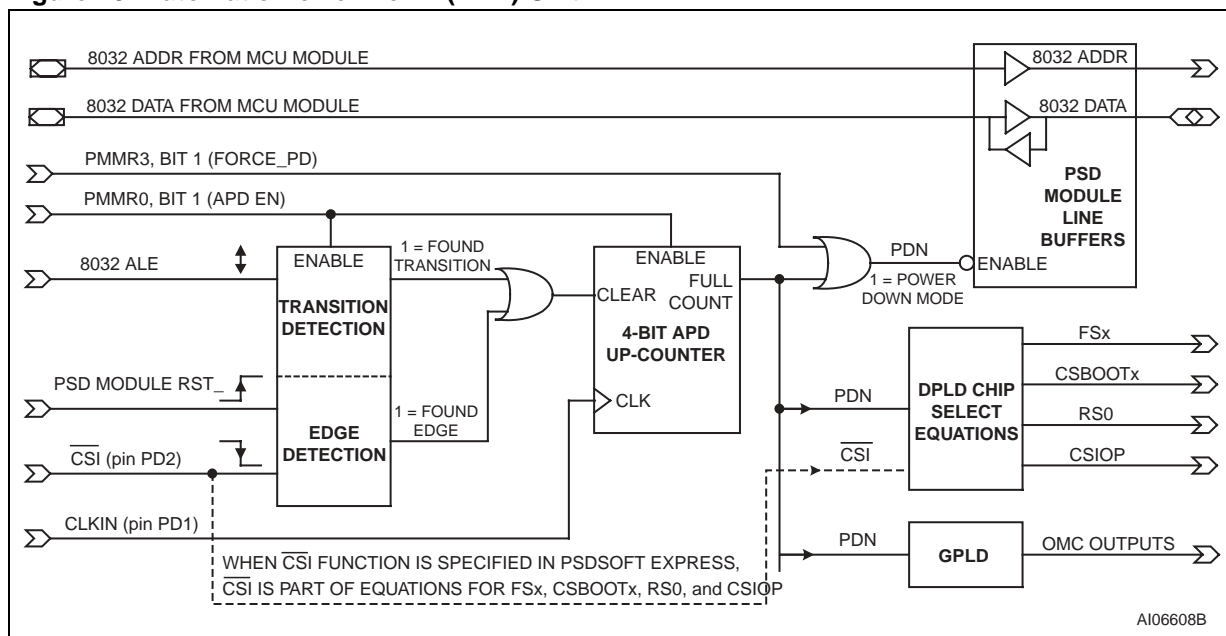 8032 ADDR FROM MCU MODULE
8032 ADDR
8032 DATA FROM MCU MODULE
8032 DATA
PSD
MODULE
LINE
BUFFERS
PMMR3, BIT 1 (FORCE_PD)
PMMR0, BIT 1 (APD EN)
8032 ALE
ENABLE
TRANSITION
DETECTION
1 = FOUND
TRANSITION
ENABLE
FULL
COUNT
CLEAR
4-BIT APD
UP-COUNTER
CLK
PDN
1 = POWER
DOWN MODE
ENABLE
PSD MODULE RST_
EDGE
DETECTION
1 = FOUND
EDGE
CSI (pin PD2)
CLKIN (pin PD1)
PDN
CSI
DPLD CHIP
SELECT
EQUATIONS
FSx
CSBOOTx
RS0
CSIOP
PDN
GPLD
OMC OUTPUTS
WHEN CSI FUNCTION IS SPECIFIED IN PSDSOFT EXPRESS,
CSI IS PART OF EQUATIONS FOR FSx, CSBOOTx, RS0, and CSIOP
AI06608B